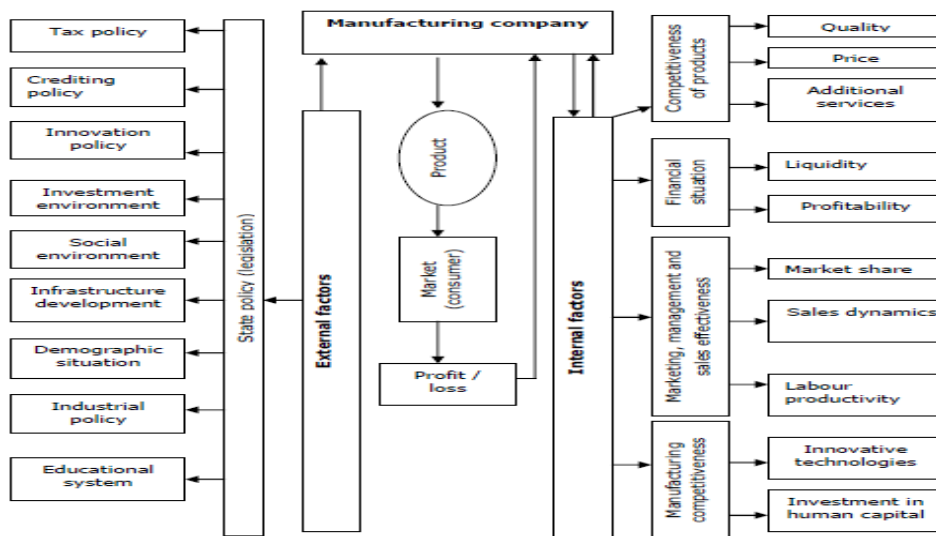 Manufacturing company
Tax policy
Crediting
policy
Innovation
policy
Investment
environment
Social
environment
Infrastructure
development
Demographic
situation
Industrial
policy
Educational
system
State policy (legislation)
External factors
Product
Market
(consumer)
Profit /
loss
Internal factors
Competitiveness
of products
Financial
situation
Marketing, management and
sales effectiveness
Manufacturing
competitiveness
Quality
Price
Additional
services
Liquidity
Profitability
Market share
Sales dynamics
Labour
productivity
Innovative
technologies
Investment in
human capital